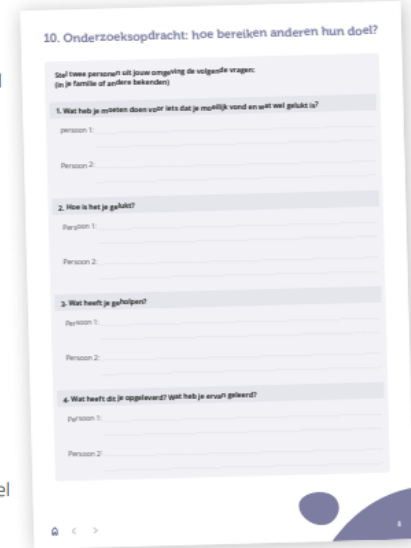 10. Onderzoeksopdracht: hoe bereiken anderen hun doel?
Stel twee personen uit jouw omgeving de volgende vragen:
(in je familie of andere bekenden)
1. Wat heb je moeten doen voor iets dat je moeilijk vond en wat wel gelukt is?
persoon 1:
Persoon 2:
2. Hoe is het je gelukt?
Persoon 1:
Persoon 2:
3. Wat heeft je geholpen?
Persoon 1:
Persoon 2:
4. Wat heeft dit je opgeleverd? Wat heb je ervan geleerd?
Persoon 1:
Persoon 2:
el